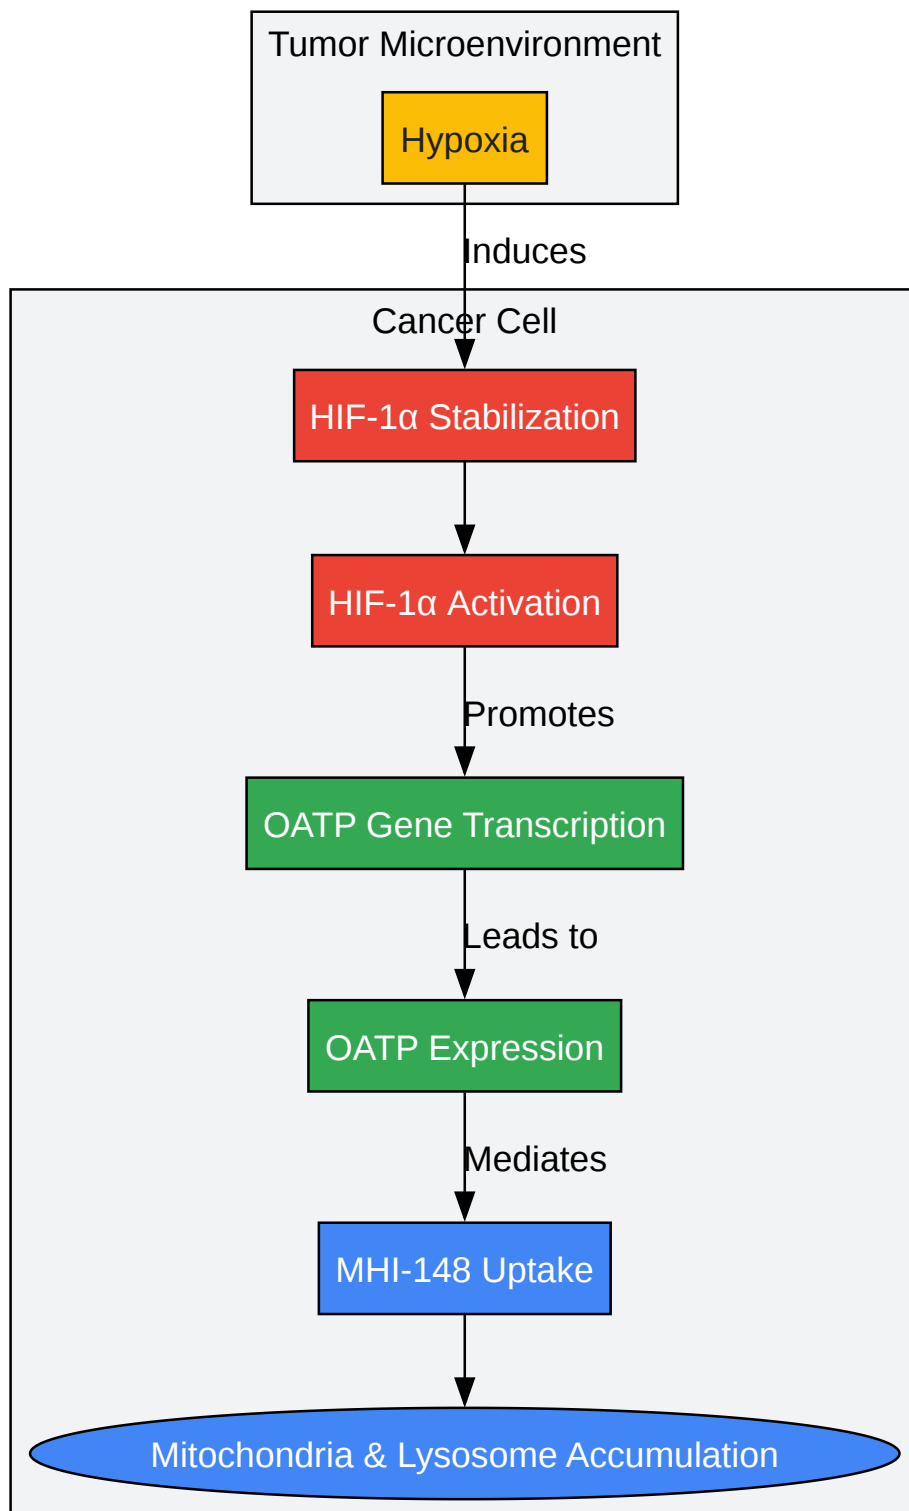 Tumor Microenvironment
Hypoxia
Induces
Cancer Cell
HIF-1α Stabilization
HIF-1α Activation
Promotes
OATP Gene Transcription
Leads to
OATP Expression
Mediates
MHI-148 Uptake
Mitochondria & Lysosome Accumulation